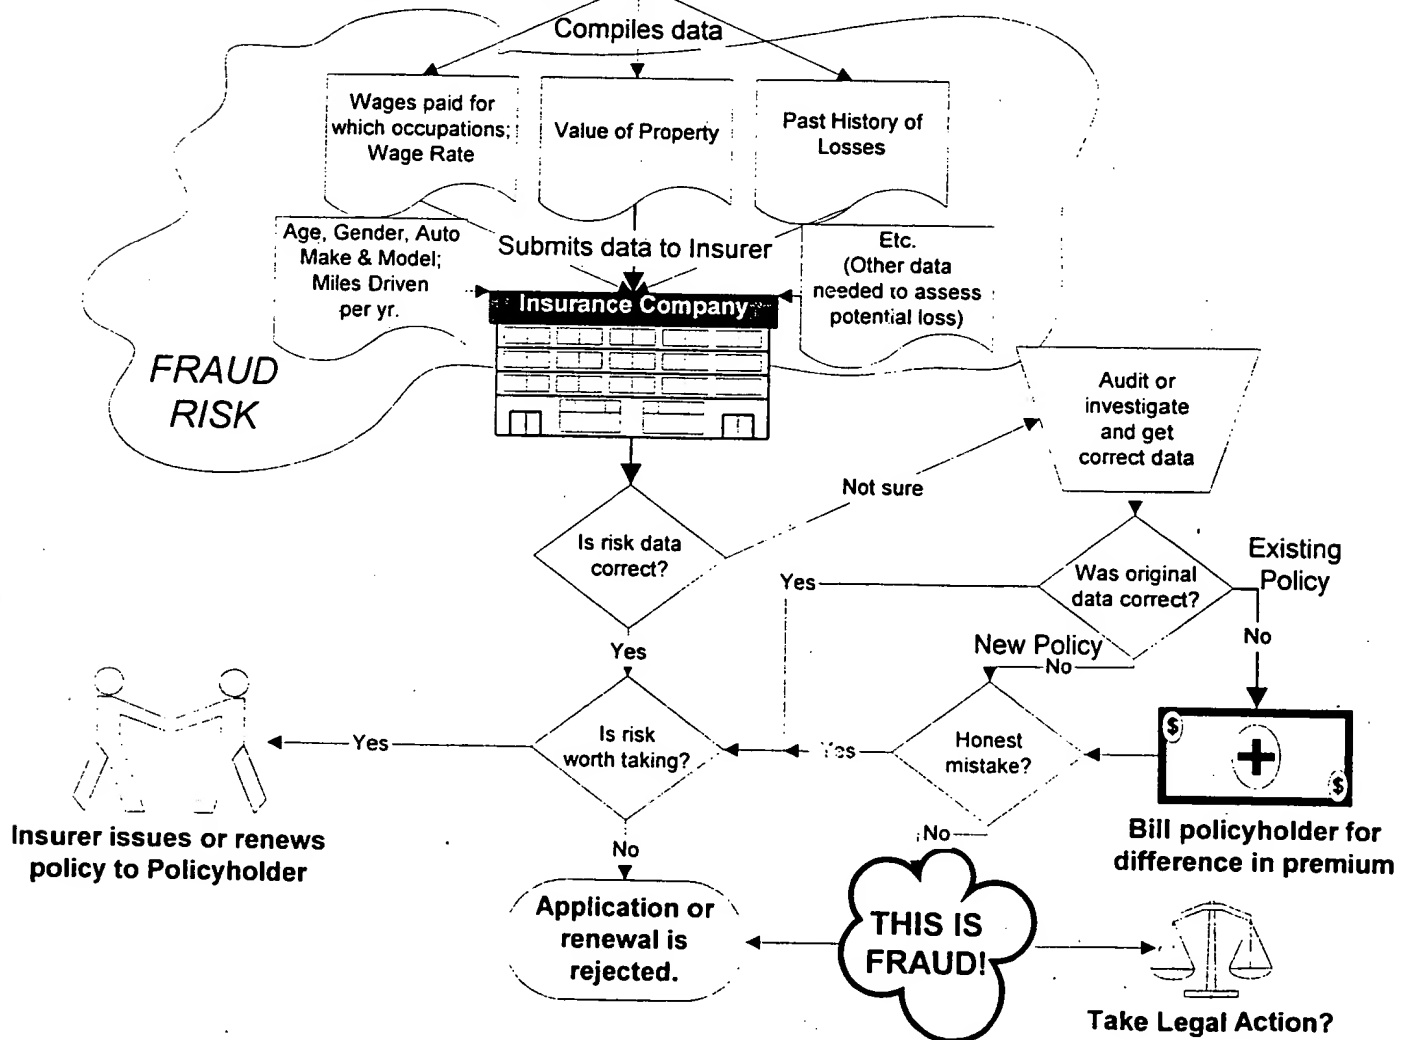 Compiles data
Wages paid for
which occupations;
Wage Rate
Value of Property
Past History of
Losses
Age, Gender, Auto
Make & Model;
Miles Driven
per yr.
Submits data to Insurer
Etc.
(Other data
needed to assess
potential loss)
Insurance Company
FRAUD
RISK
Audit or
investigate
and get
correct data
Not sure
Is risk data
correct?
Was original
data correct?
Existing
Policy
Yes
No
Yes
New Policy
No
Is risk
worth taking?
Yes
Yes
Honest
mistake?
$
$
Insurer issues or renews
policy to Policyholder
No
No
Bill policyholder for
difference in premium
Application or
renewal is
rejected.
THIS IS
FRAUD!
Take Legal Action?